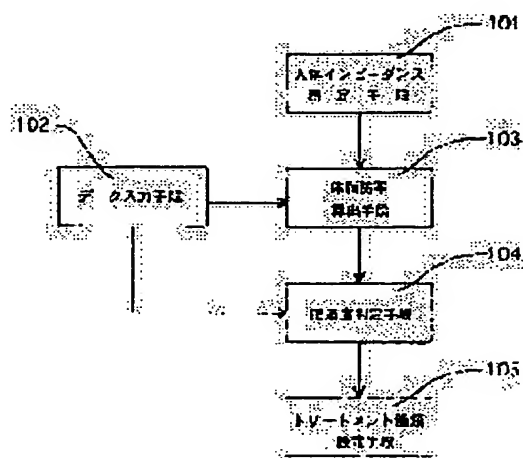 101
人体インピーダンス
測定手段
102
データ入力手段
103
体脂肪率
算出手段
104
肥満度判定手段
105
トリートメント機能
設定手段